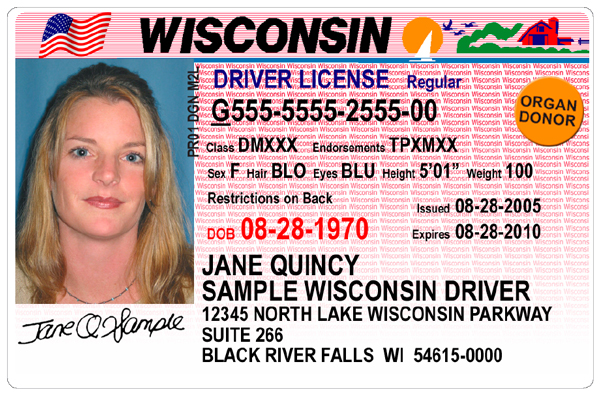 WISCONSIN
DRIVER LICENSE Regular
G555-5555-2555-00
ORGAN DONOR
PR01 DGN M2L
Class DMXXX Endorsements TPXMXX
Sex F Hair BLO Eyes BLU Height 5'01" Weight 100
Restrictions on Back
Issued 08-28-2005
DOB 08-28-1970 Expires 08-28-2010
JANE QUINCY
SAMPLE WISCONSIN DRIVER
12345 NORTH LAKE WISCONSIN PARKWAY
SUITE 266
BLACK RIVER FALLS WI 54615-0000
Jane Q. Sample